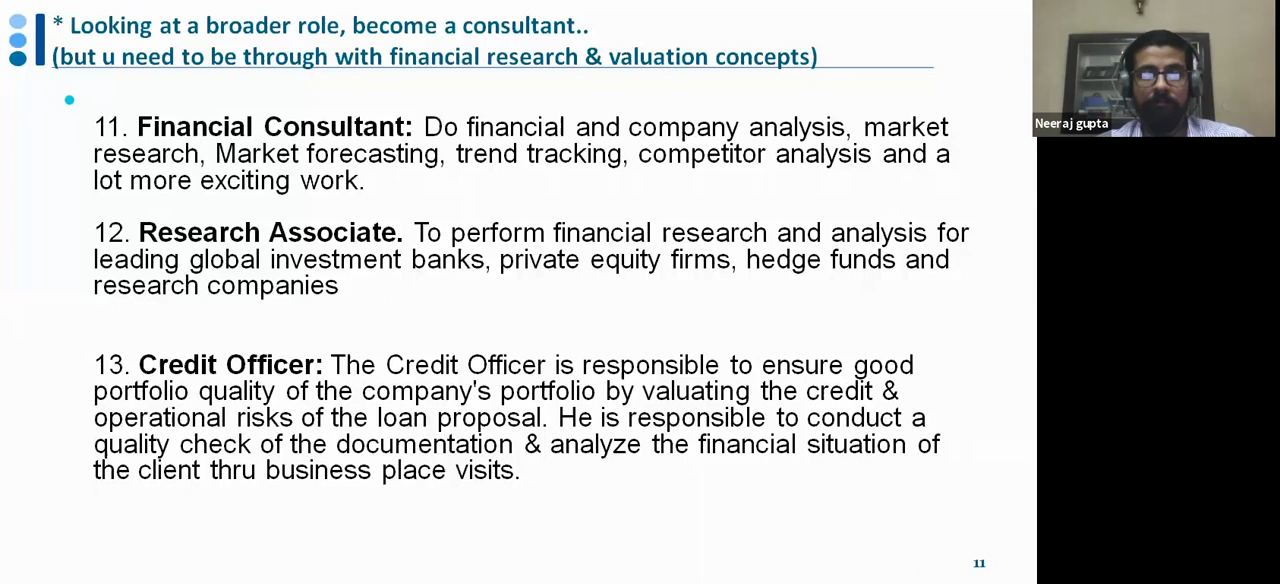 * Looking at a broader role, become a consultant..
(but u need to be through with financial research & valuation concepts)
11. Financial Consultant: Do financial and company analysis, market
research, Market forecasting, trend tracking, competitor analysis and a
lot more exciting work.
12. Research Associate. To perform financial research and analysis for
leading global investment banks, private equity firms, hedge funds and
research companies
13. Credit Officer: The Credit Officer is responsible to ensure good
portfolio quality of the company's portfolio by valuating the credit &
operational risks of the loan proposal. He is responsible to conduct a
quality check of the documentation & analyze the financial situation of
the client thru business place visits.
11
Neeraj gupta